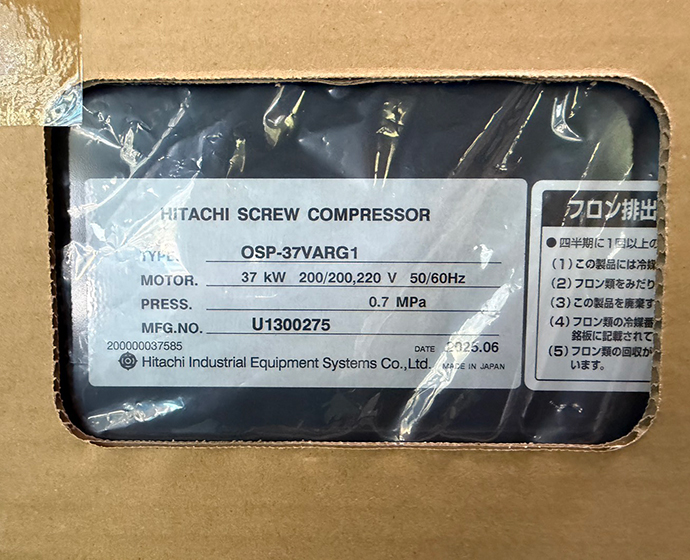 HITACHI SCREW COMPRESSOR
TYPE. OSP-37VARG1
MOTOR. 37 kW 200/200,220 V 50/60Hz
PRESS. 0.7 MPa
MFG.NO. U1300275
200000037585 DATE 2025.06
Hitachi Industrial Equipment Systems Co.,Ltd. MADE IN JAPAN
フロン排出
●四半期に1回以上の
(1)この製品には冷媒
(2)フロン類をみだり
(3)この製品を廃棄す
(4)フロン類の冷媒番
銘板に記載されて
(5)フロン類の回収が
います。